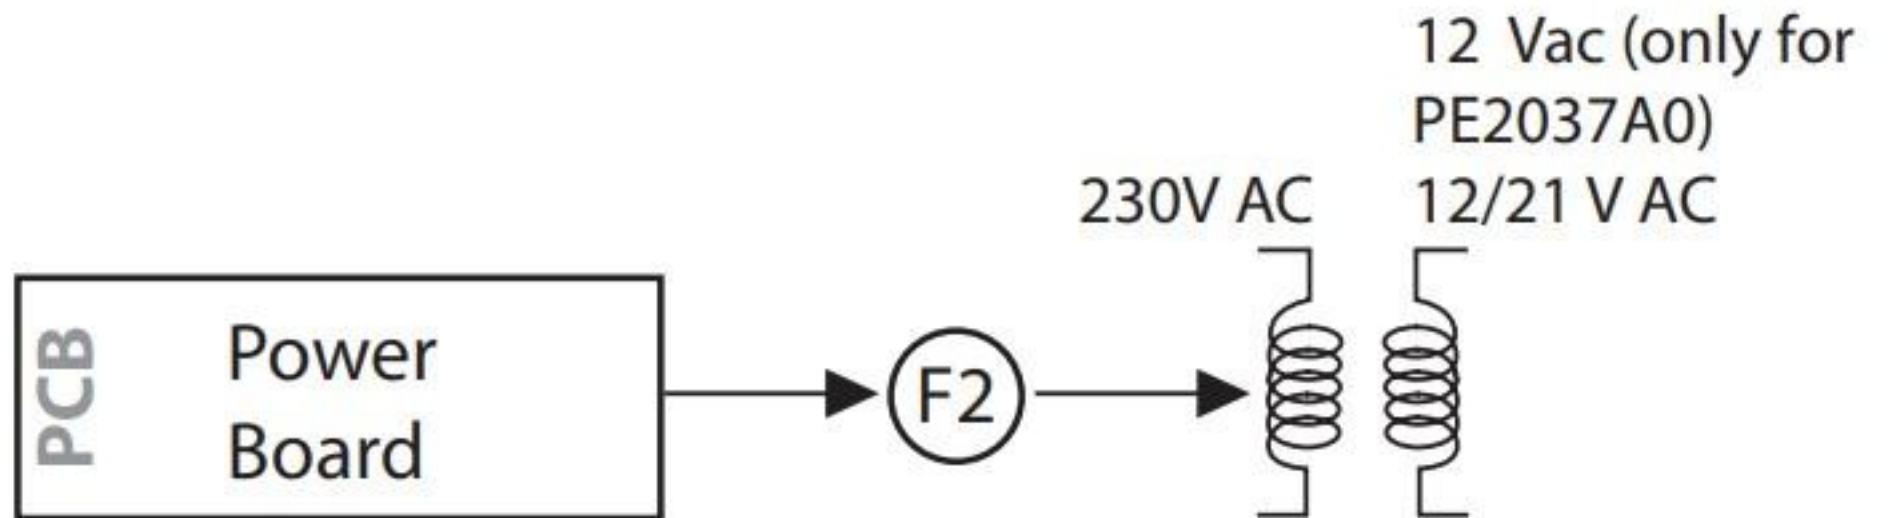 12 Vac (only for
PE2037A0)
230V AC
12/21 V AC
PCB
Power
Board
F2